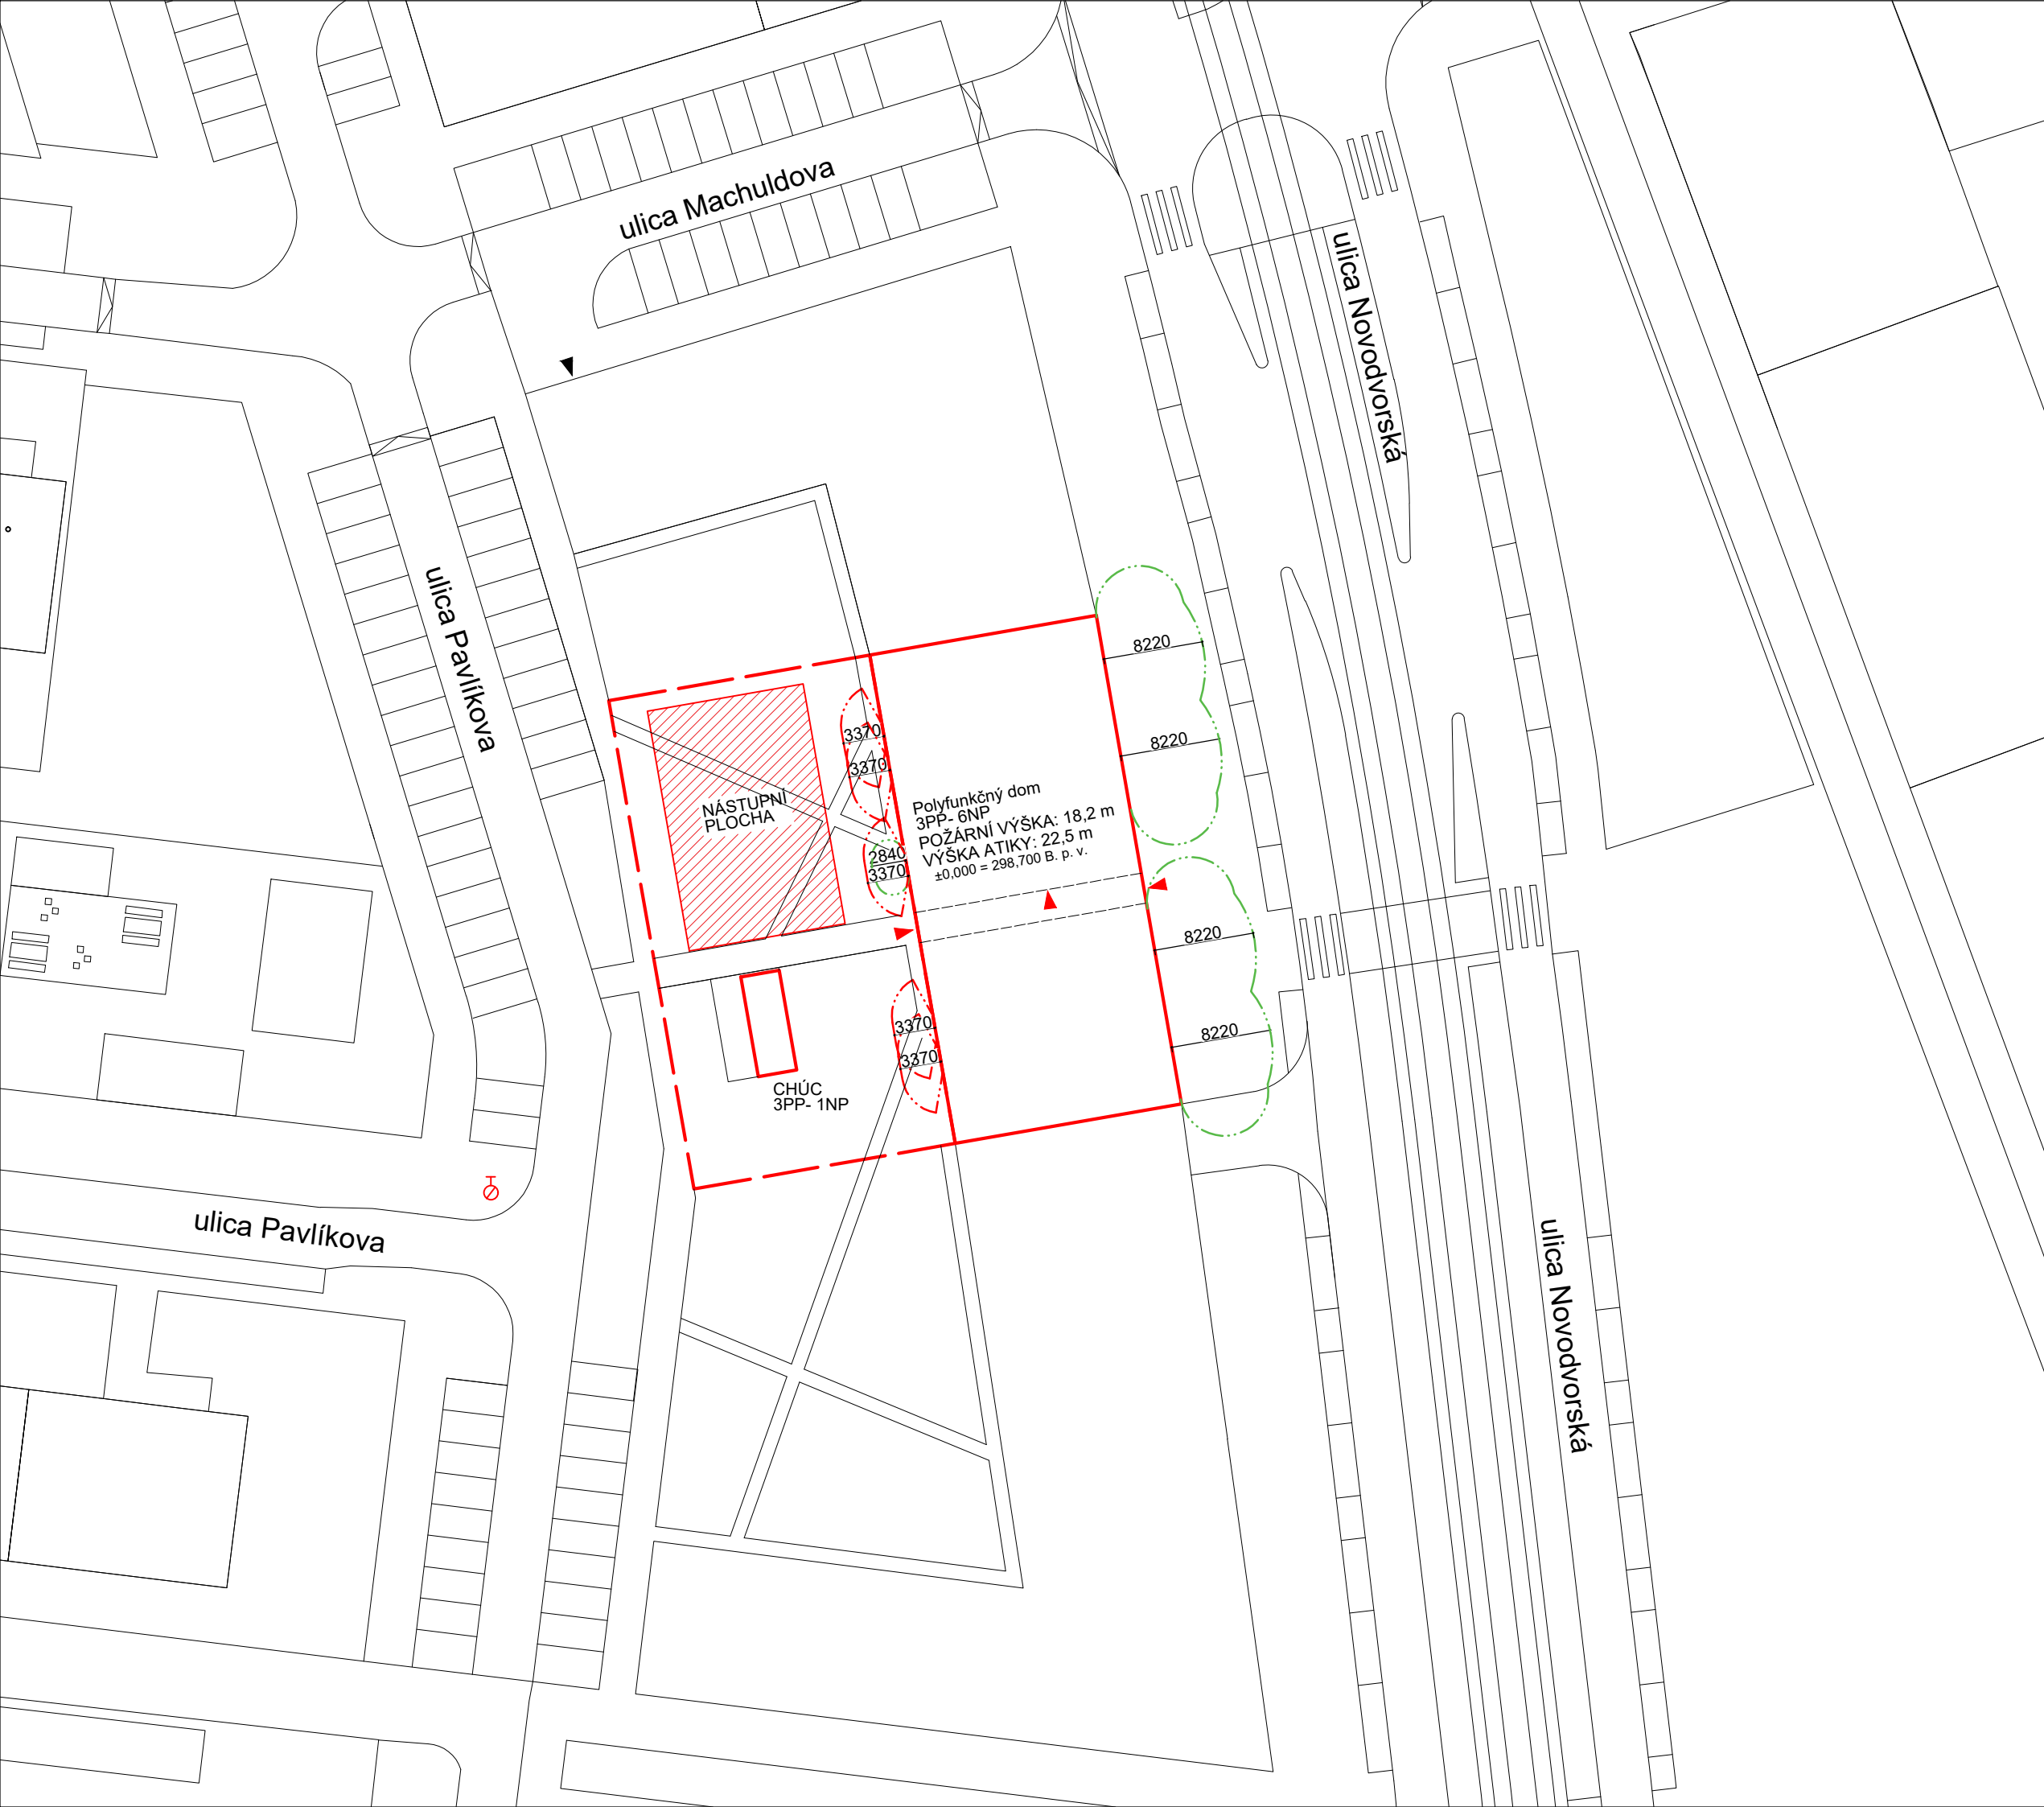 ulica Machuldova
ulica Novodvorská
ulica Pavlíkova
8220
8220
3370
3370
NÁSTUPNÍ
PLOCHA
Polyfunkčný dom
3PP- 6NP
POŽÁRNÍ VÝŠKA: 18,2 m
VÝŠKA ATIKY: 22,5 m
±0,000 = 298,700 B. p. v.
2840
3370
8220
8220
3370
3370
CHÚC
3PP- 1NP
ulica Pavlíkova
ulica Novodvorská